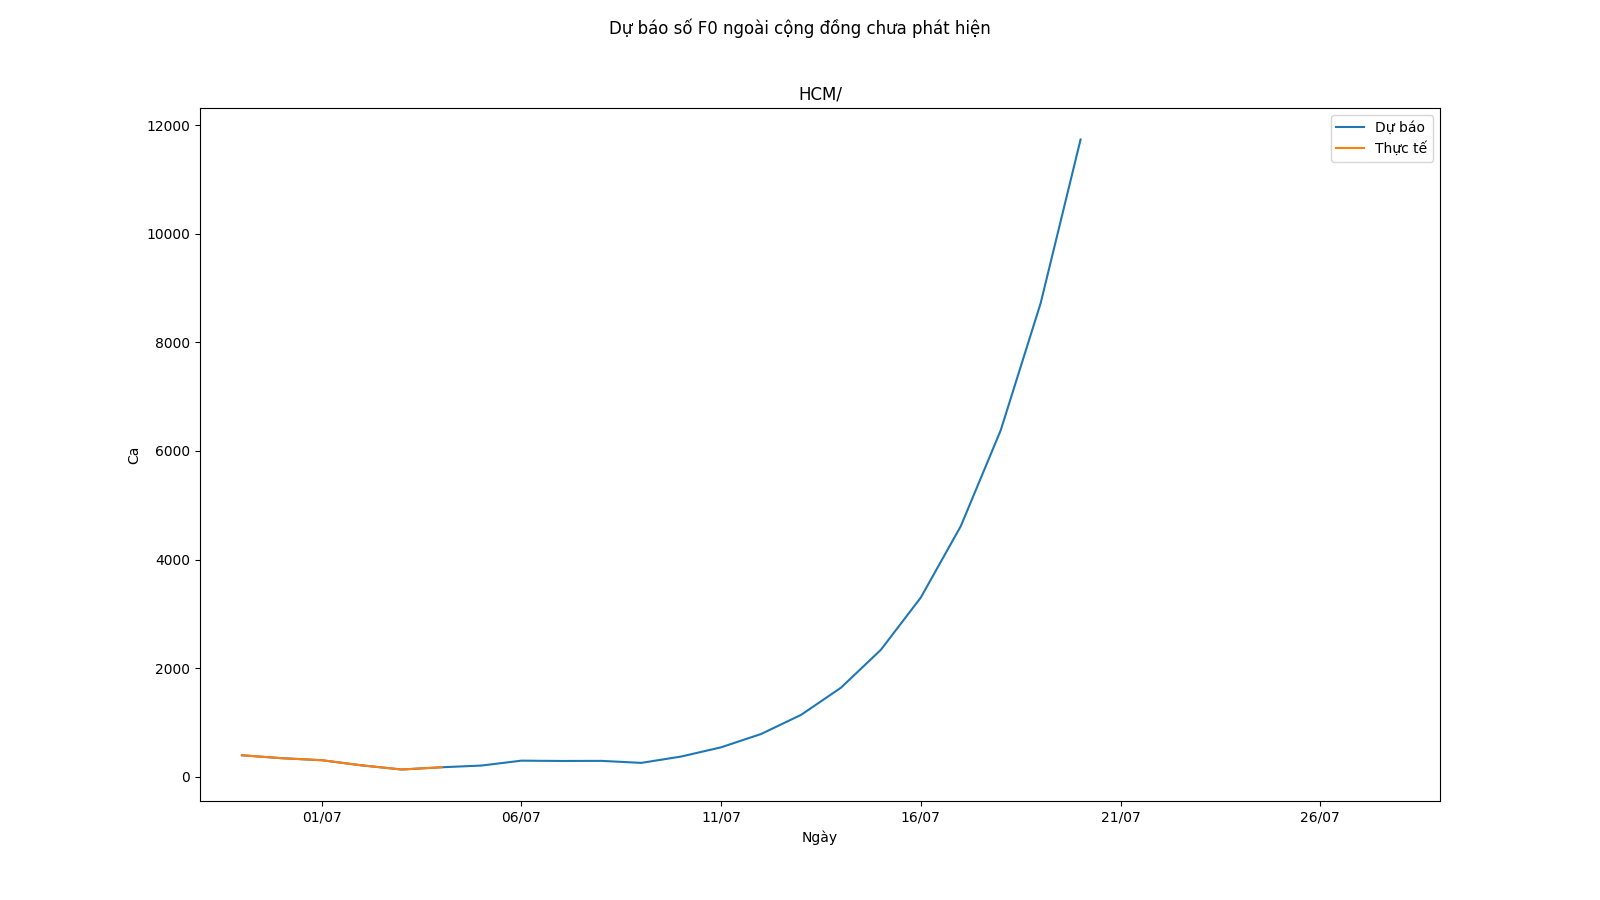 Dự báo số F0 ngoài cộng đồng chưa phát hiện
HCM/
Dự báo
Thực tế
12000
10000
8000
6000
4000
2000
0
Ca
01/07
06/07
11/07
16/07
21/07
26/07
Ngày